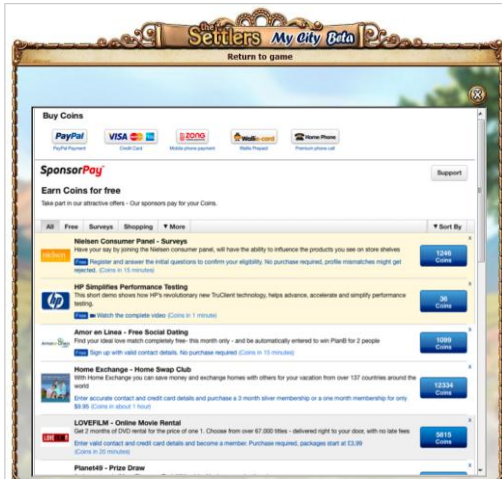 the
Settlers My City Beta
Return to game
Buy Coins
PayPal VISA ZONG Wallie-card Home Phone
PayPal Payment Credit Card Mobile phone payment Wallie Prepaid Premium phone call
SponsorPay Support
Earn Coins for free
Take part in our attractive offers - Our sponsors pay for your Coins.
All Free Surveys Shopping ▼ More ▼ Sort By
Nielsen Consumer Panel - Surveys
nielsen Have your say by joining the Nielsen consumer panel, will have the ability to influence the products you see on store shelves 1246 Coins
Free Register and answer the initial questions to confirm your eligibility. No purchase required, profile mismatches might get
rejected. (Coins in 15 minutes)
HP Simplifies Performance Testing
hp This short demo shows how HP's revolutionary new TruClient technology, helps advance, accelerate and simplify performance 36 Coins
testing.
Free Watch the complete video (Coins in 1 minute)
Amor en Linea - Free Social Dating
Find your ideal love match completely free- this month only - and be automatically entered to win PlanB for 2 people 1099 Coins
Free Sign up with valid contact details. No purchase required (Coins in 15 minutes)
Home Exchange - Home Swap Club
With Home Exchange you can save money and exchange homes with others for your vacation from over 137 countries around the 12334 Coins
world
Enter accurate contact and credit card details and purchase a 3 month silver membership or a one month membership for only
$9.95 (Coins in about 1 hour)
LOVEFiLM - Online Movie Rental
Get 2 months of DVD rental for the price of one 1. Choose from over 67.000 titles - delivered right to your door, with no late fees 5615 Coins
Enter valid contact and credit card details and become a member. Purchase required, packages start at £3,99
(Coins in 20 minutes)
Planet49 - Prize Draw